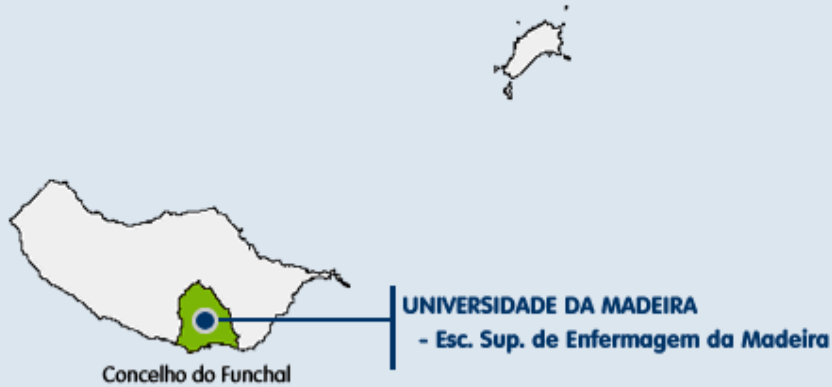 UNIVERSIDADE DA MADEIRA
- Esc. Sup. de Enfermagem da Madeira
Concelho do Funchal